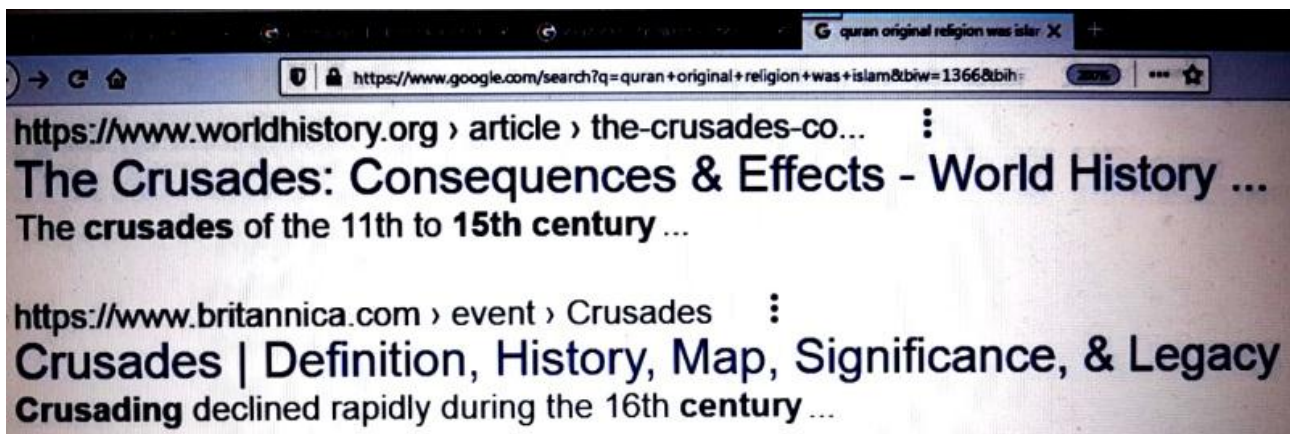 quran original religion was islar
https://www.google.com/search?q=quran+original+religion+was+islam&biw=1366&bih=
https://www.worldhistory.org › article › the-crusades-co...
The Crusades: Consequences & Effects - World History ...
The crusades of the 11th to 15th century ...
https://www.britannica.com › event › Crusades
Crusades | Definition, History, Map, Significance, & Legacy
Crusading declined rapidly during the 16th century ...